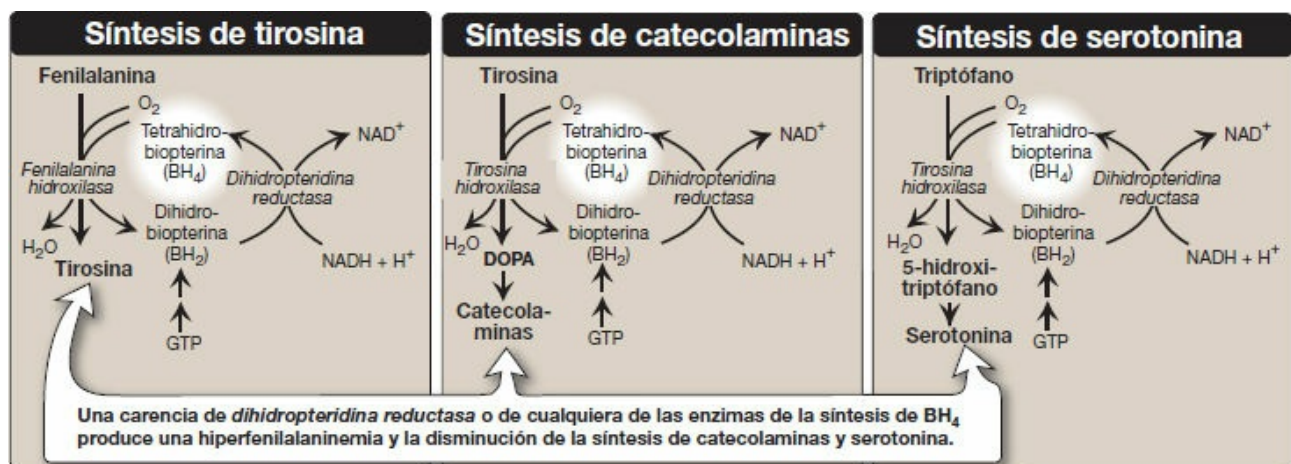 Síntesis de tirosina
Fenilalanina
O2
Tetrahidro-
biopterina
(BH4)
NAD+
Fenilalanina
hidroxilasa
Dihidropteridina
reductasa
H2O
Tirosina
Dihidro-
biopterina
(BH2)
NADH + H+
GTP
Síntesis de catecolaminas
Tirosina
O2
Tetrahidro-
biopterina
(BH4)
NAD+
Tirosina
hidroxilasa
Dihidropteridina
reductasa
H2O
DOPA
Dihidro-
biopterina
(BH2)
NADH + H+
Catecola-
minas
GTP
Síntesis de serotonina
Triptófano
O2
Tetrahidro-
biopterina
(BH4)
NAD+
Tirosina
hidroxilasa
Dihidropteridina
reductasa
H2O
5-hidroxi-
triptófano
Dihidro-
biopterina
(BH2)
NADH + H+
Serotonina
GTP
Una carencia de dihidropteridina reductasa o de cualquiera de las enzimas de la síntesis de BH4
produce una hiperfenilalaninemia y la disminución de la síntesis de catecolaminas y serotonina.